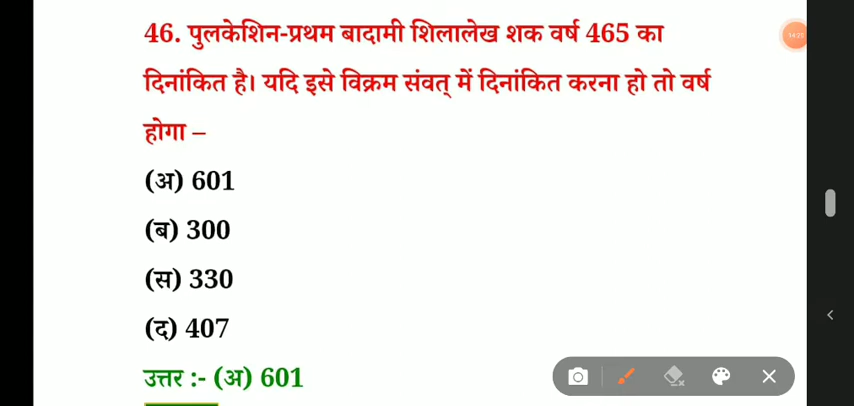 46. पुलकेशिन-प्रथम बादामी शिलालेख शक वर्ष 465 का
दिनांकित है। यदि इसे विक्रम संवत् में दिनांकित करना हो तो वर्ष
होगा –
(अ) 601
(ब) 300
(स) 330
(द) 407
उत्तर :- (अ) 601